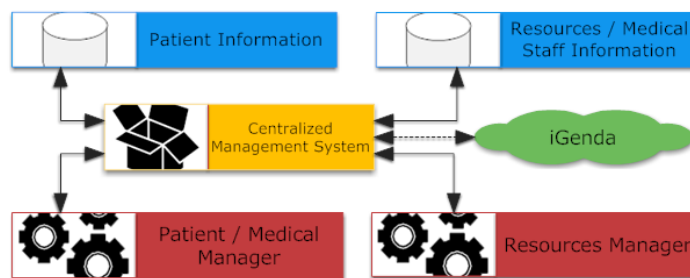 Patient Information
Resources / Medical
Staff Information
Centralized
Management System
iGenda
Patient / Medical
Manager
Resources Manager